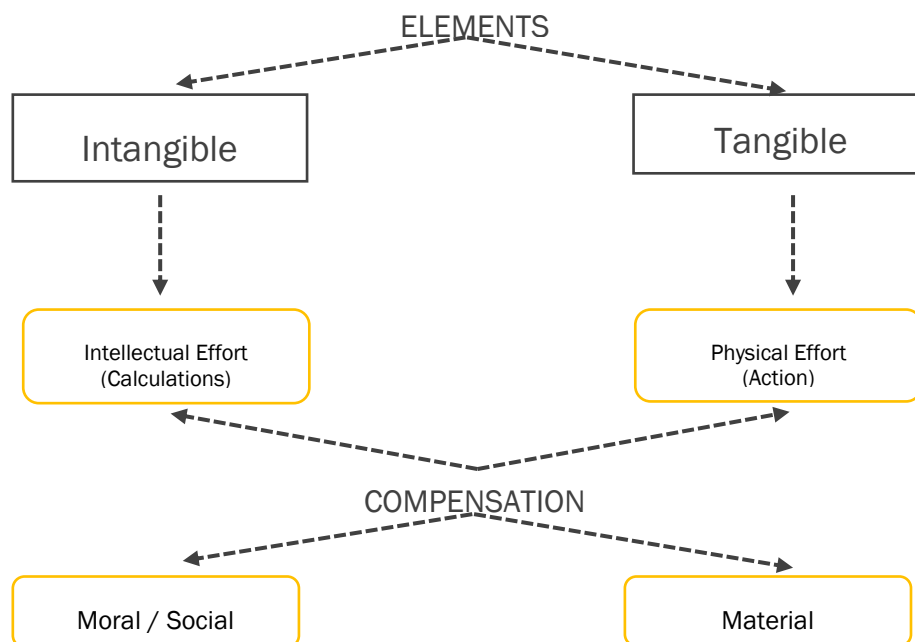 ELEMENTS
Intangible
Tangible
Intellectual Effort
(Calculations)
Physical Effort
(Action)
COMPENSATION
Moral / Social
Material